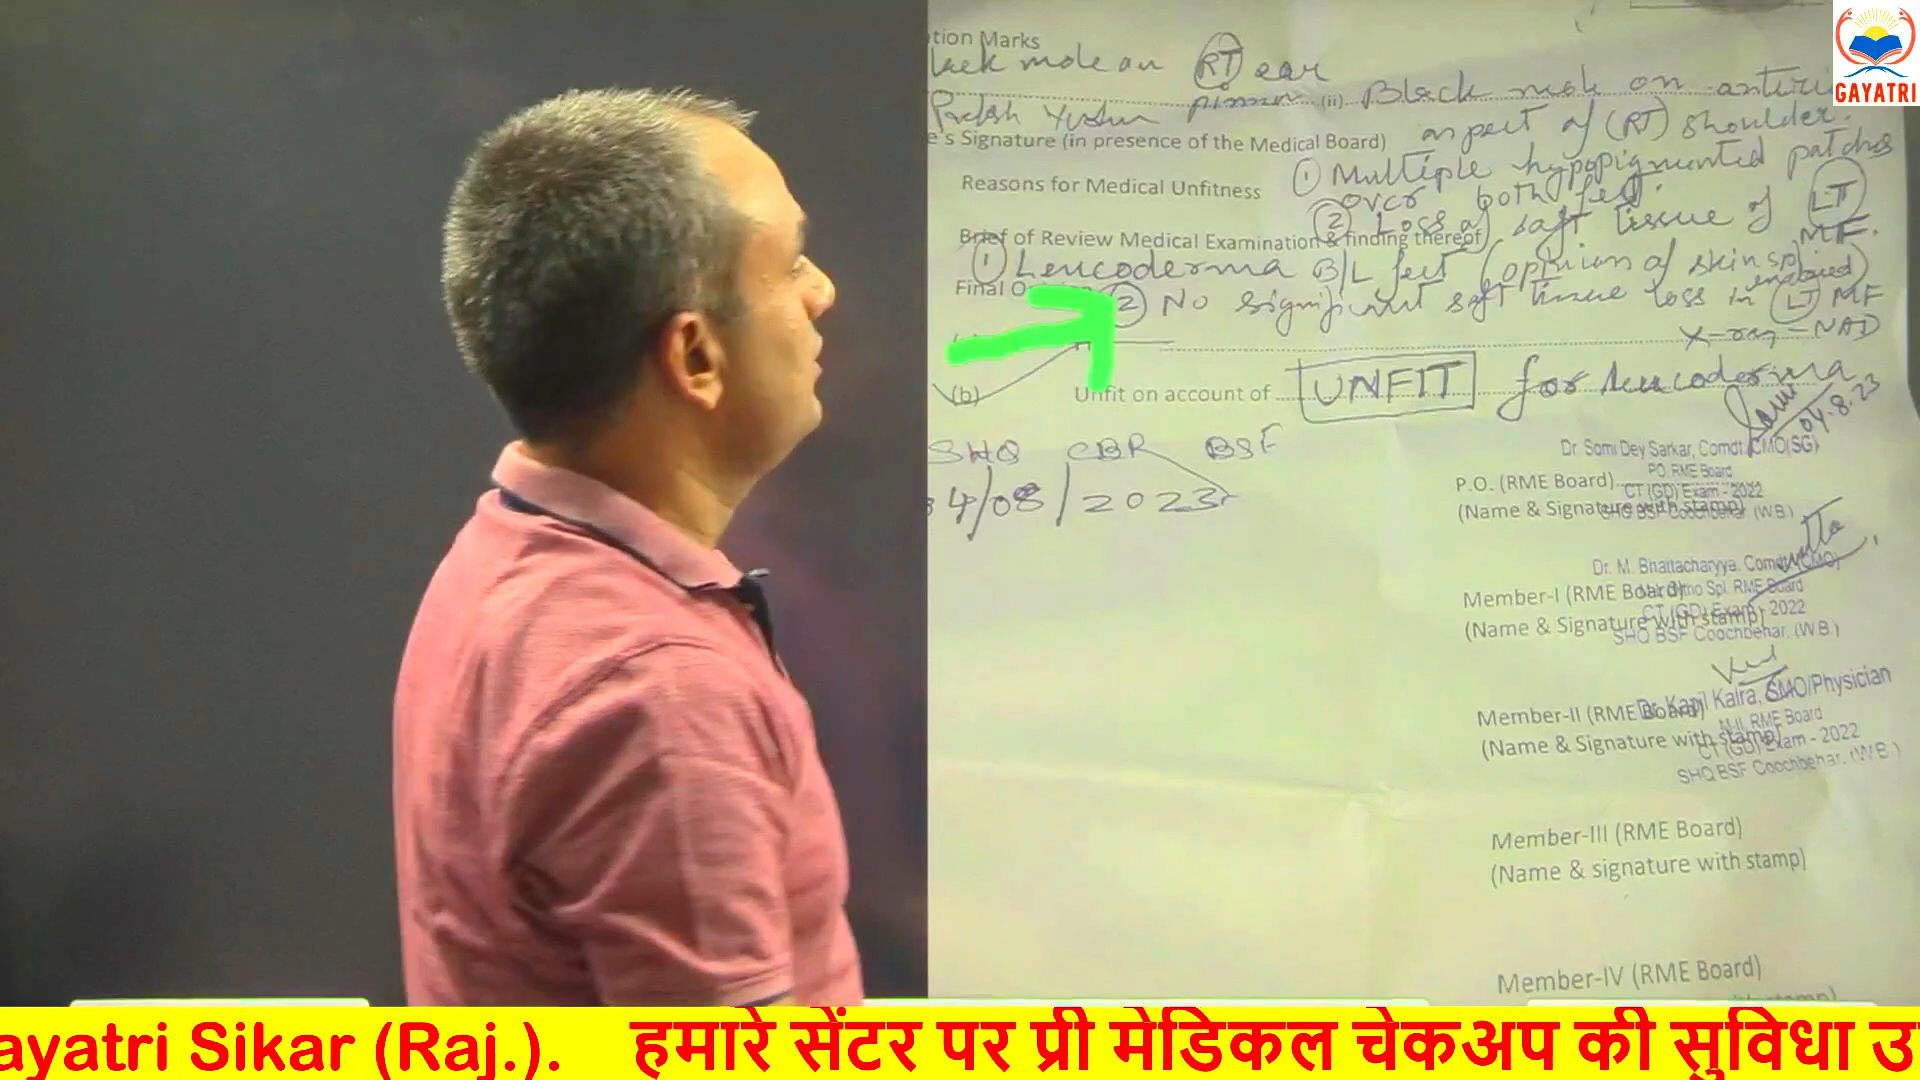 GAYATRI
tion Marks
lack mole on RT ear
pinna (ii) Black mole on anteri
aspect of (RT) shoulder.
e's Signature (in presence of the Medical Board)
Reasons for Medical Unfitness
① Multiple hypopigmented patches
over both feet.
② Loss of soft tissue of LT
MF.
Brief of Review Medical Examination & finding thereof
① Leucoderma B/L feet (opinion of skin spl enclosed)
Final O
② No significant soft tissue loss in LT MF
X-ray - NAD
(b) Unfit on account of UNFIT for leucoderma
04.8.23
SHQ CBR BSF
4/08/2023
Dr. Somi Dey Sarkar, Comdt. CMO(SG)
PO, RME Board
P.O. (RME Board)
CT (GD) Exam - 2022
(Name & Signature with stamp)
SHQ BSF Coochbehar. (W.B.)
Dr. M. Bhattacharyya, Comdt (CMO)
Member-I (RME Board)
Spl. RME Board
CT (GD) Exam - 2022
(Name & Signature with stamp)
SHQ BSF Coochbehar. (W.B.)
Dr. Kapil Kalra, SMO/Physician
Member-II (RME Board)
M-II, RME Board
(Name & Signature with stamp)
CT (GD) Exam - 2022
SHQ BSF Coochbehar. (W.B.)
Member-III (RME Board)
(Name & signature with stamp)
Member-IV (RME Board)
ayatri Sikar (Raj.). हमारे सेंटर पर प्री मेडिकल चेकअप की सुविधा उ